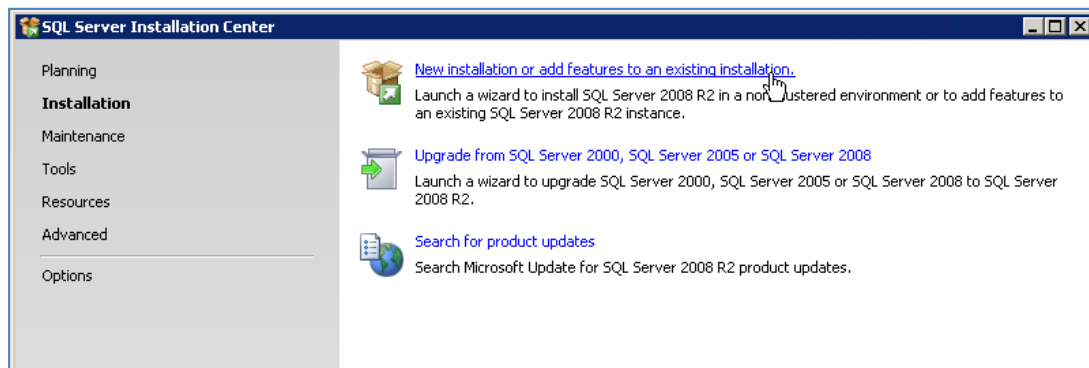 SQL Server Installation Center
Planning
Installation
Maintenance
Tools
Resources
Advanced
Options
New installation or add features to an existing installation.
Launch a wizard to install SQL Server 2008 R2 in a non-clustered environment or to add features to
an existing SQL Server 2008 R2 instance.
Upgrade from SQL Server 2000, SQL Server 2005 or SQL Server 2008
Launch a wizard to upgrade SQL Server 2000, SQL Server 2005 or SQL Server 2008 to SQL Server
2008 R2.
Search for product updates
Search Microsoft Update for SQL Server 2008 R2 product updates.